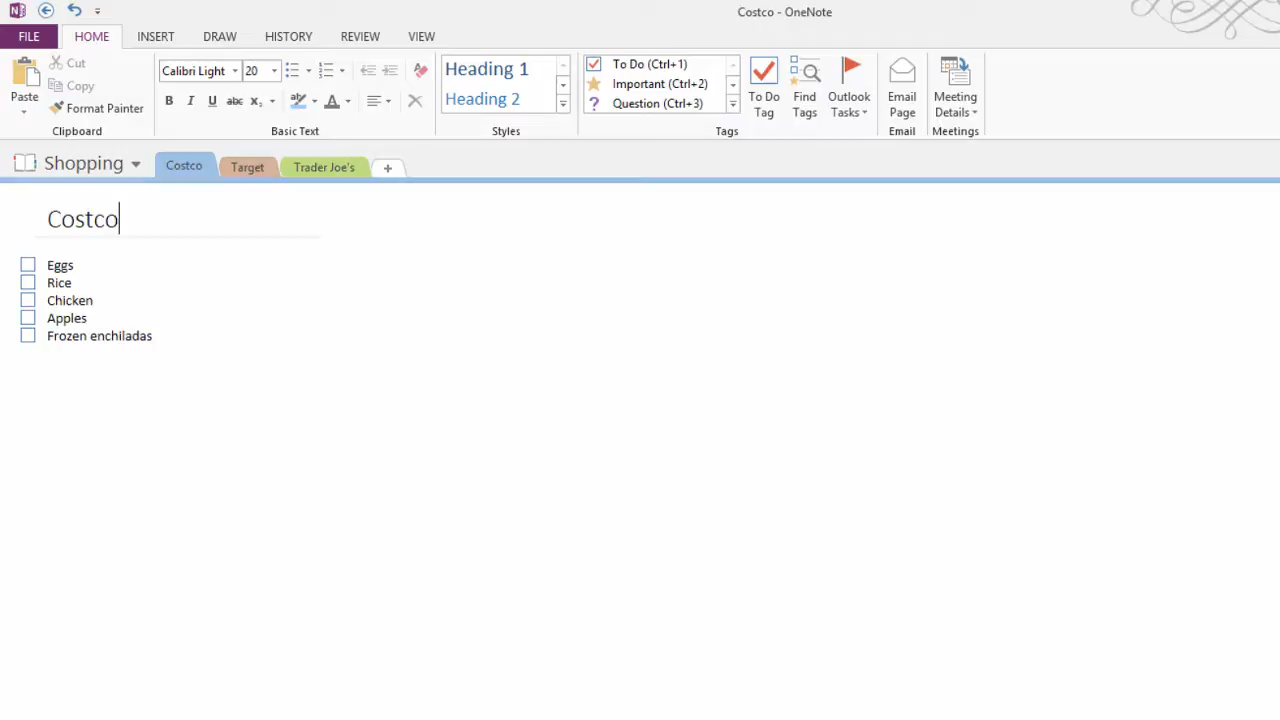 Costco - OneNote
FILE HOME INSERT DRAW HISTORY REVIEW VIEW
Paste
Cut
Copy
Format Painter
Clipboard
Calibri Light 20
B I U abc X₂ A
Basic Text
Heading 1
Heading 2
Styles
To Do (Ctrl+1)
Important (Ctrl+2)
Question (Ctrl+3)
To Do
Tag
Find
Tags
Outlook
Tasks
Tags
Email
Page
Email
Meeting
Details
Meetings
Shopping Costco Target Trader Joe's +
Costco
Eggs
Rice
Chicken
Apples
Frozen enchiladas